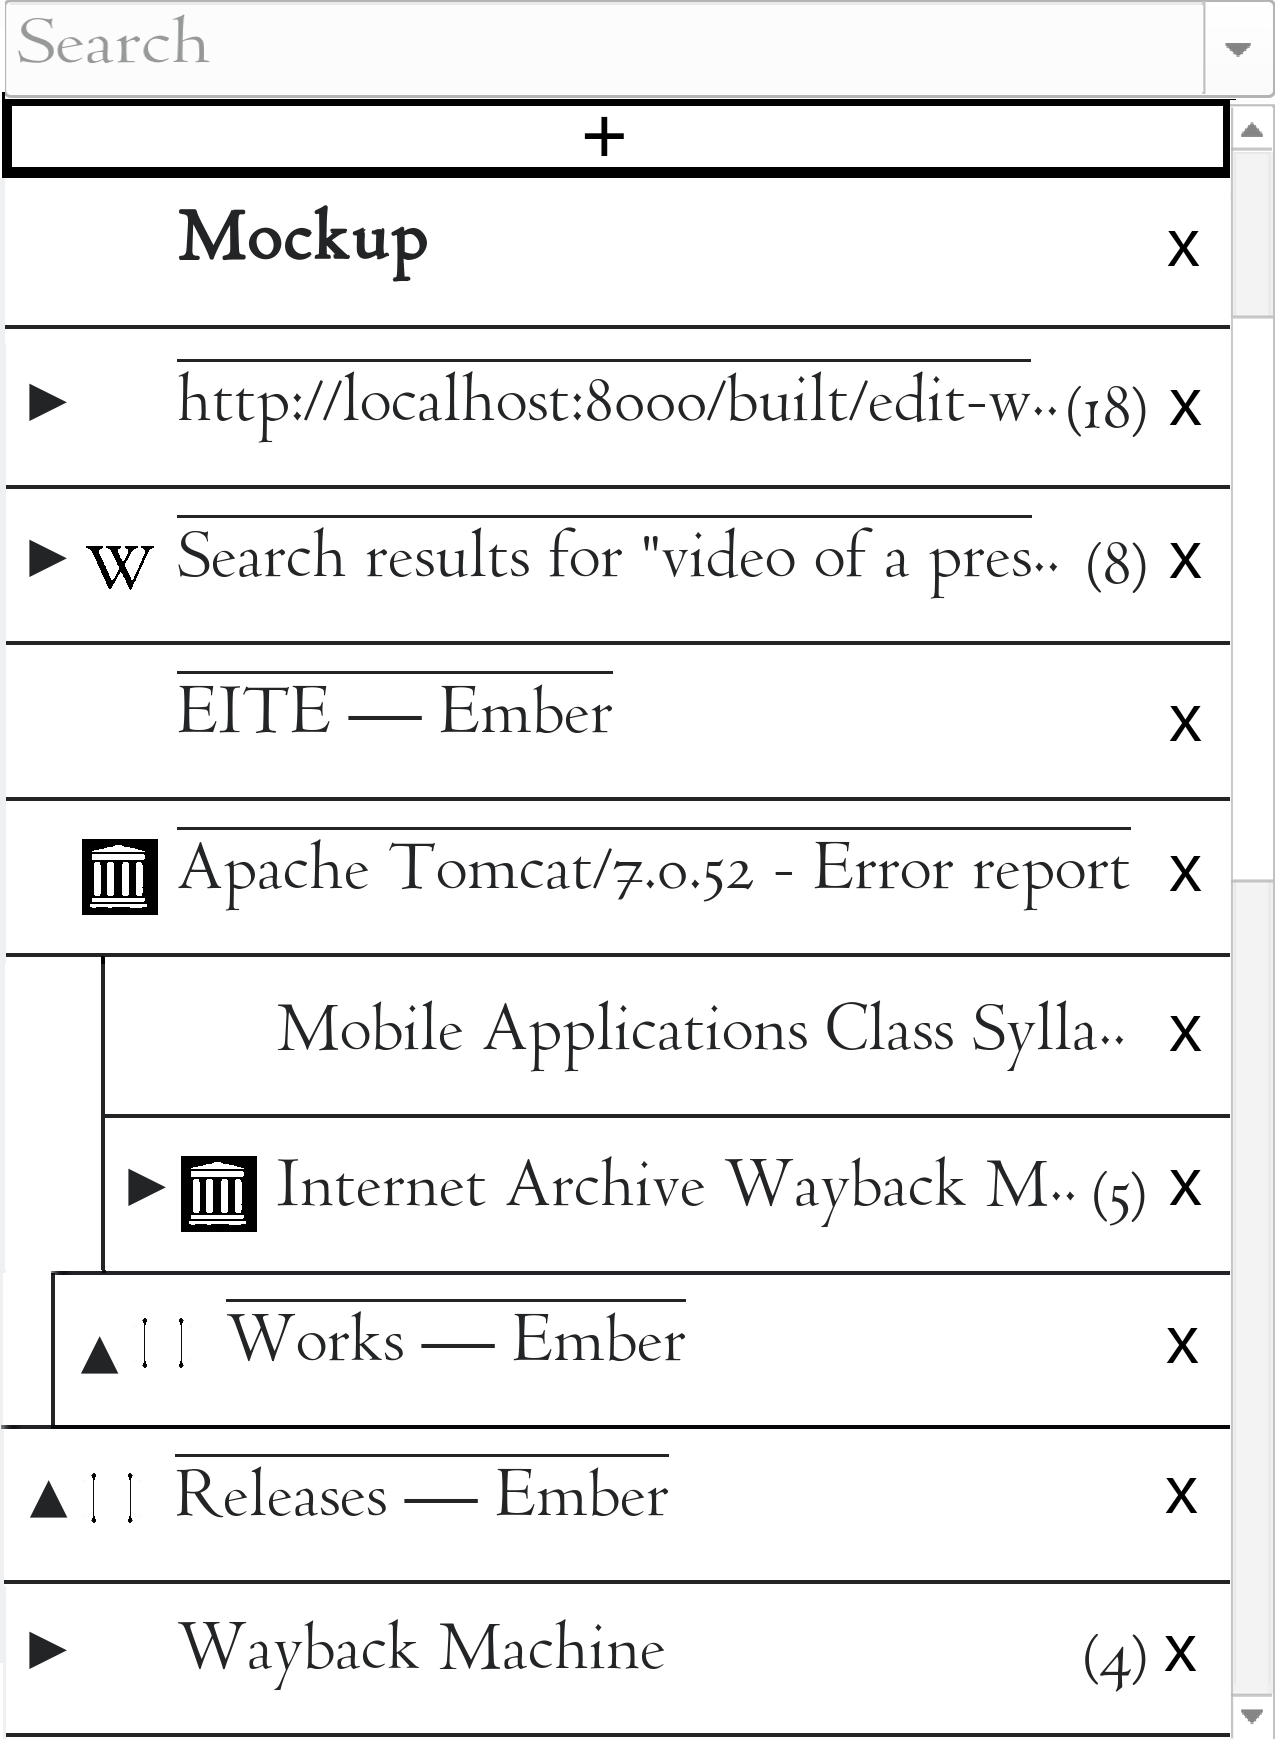 Search
+
Mockup x
http://localhost:8000/built/edit-w.. (18) x
W Search results for "video of a pres.. (8) x
EITE — Ember x
Apache Tomcat/7.0.52 - Error report x
Mobile Applications Class Sylla.. x
Internet Archive Wayback M.. (5) x
Works — Ember x
Releases — Ember x
Wayback Machine (4) x